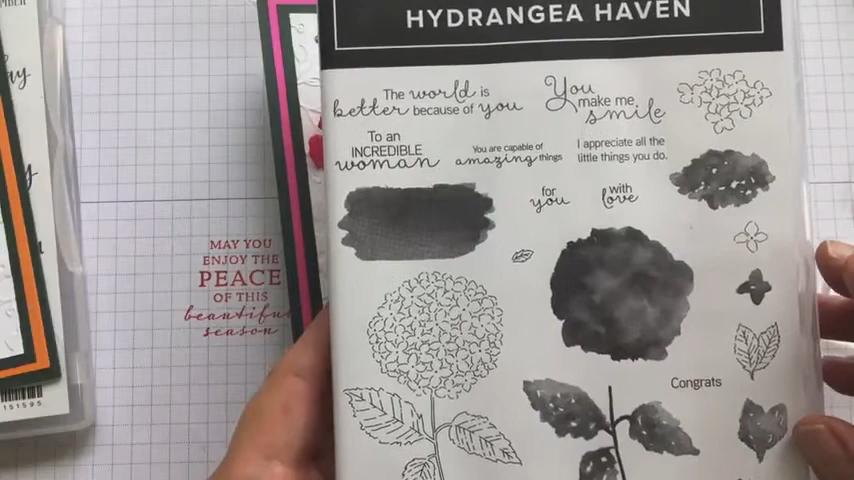 HYDRANGEA HAVEN
The world is
better because of you
You
make me
smile
To an
INCREDIBLE
woman
You are capable of
amazing things
I appreciate all the
little things you do.
for
you
with
love
MAY YOU
ENJOY THE
PEACE
OF THIS
beautiful
season
Congrats
151595